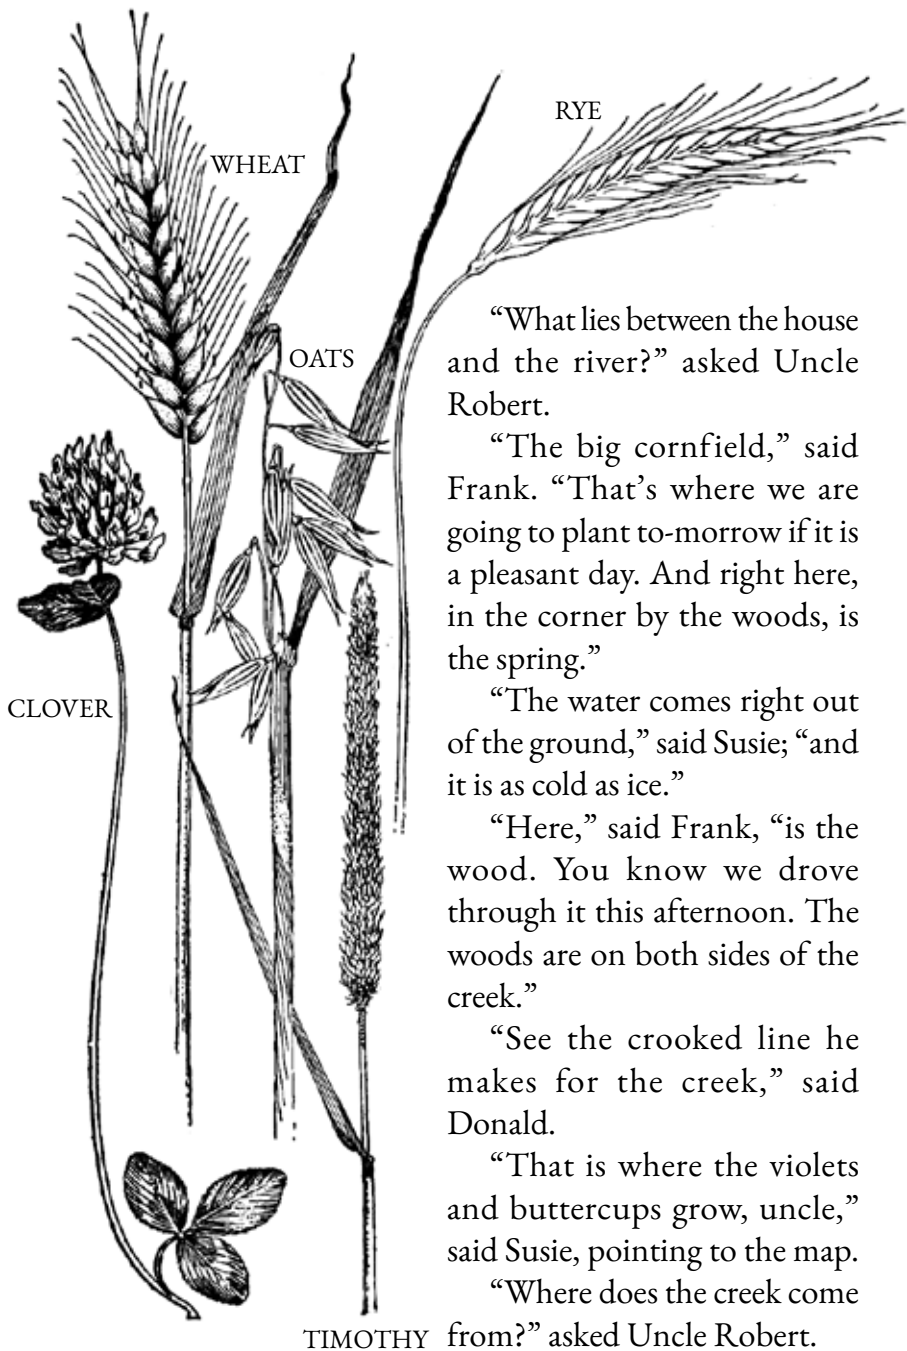 RYE
WHEAT
OATS
CLOVER
TIMOTHY
“What lies between the house
and the river?” asked Uncle
Robert.
“The big cornfield,” said
Frank. “That’s where we are
going to plant to-morrow if it is
a pleasant day. And right here,
in the corner by the woods, is
the spring.”
“The water comes right out
of the ground,” said Susie; “and
it is as cold as ice.”
“Here,” said Frank, “is the
wood. You know we drove
through it this afternoon. The
woods are on both sides of the
creek.”
“See the crooked line he
makes for the creek,” said
Donald.
“That is where the violets
and buttercups grow, uncle,”
said Susie, pointing to the map.
“Where does the creek come
from?” asked Uncle Robert.